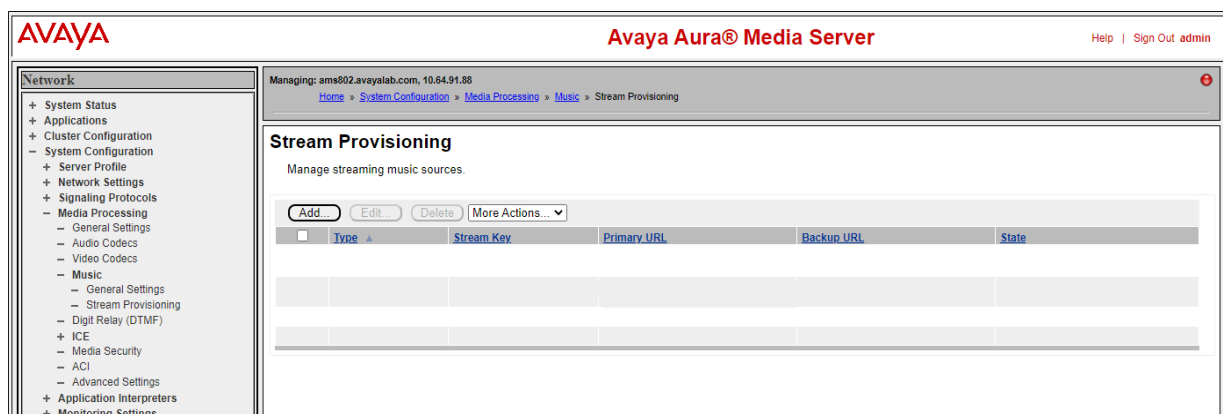 AVAYA
Avaya Aura® Media Server
Help | Sign Out admin
Network
+ System Status
+ Applications
+ Cluster Configuration
– System Configuration
+ Server Profile
+ Network Settings
+ Signaling Protocols
– Media Processing
– General Settings
– Audio Codecs
– Video Codecs
– Music
– General Settings
– Stream Provisioning
– Digit Relay (DTMF)
+ ICE
– Media Security
– ACI
– Advanced Settings
+ Application Interpreters
+ Monitoring Settings
Managing: ams802.avayalab.com, 10.64.91.88
Home » System Configuration » Media Processing » Music » Stream Provisioning
Stream Provisioning
Manage streaming music sources.
Add... Edit... Delete More Actions...
Type Stream Key Primary URL Backup URL State